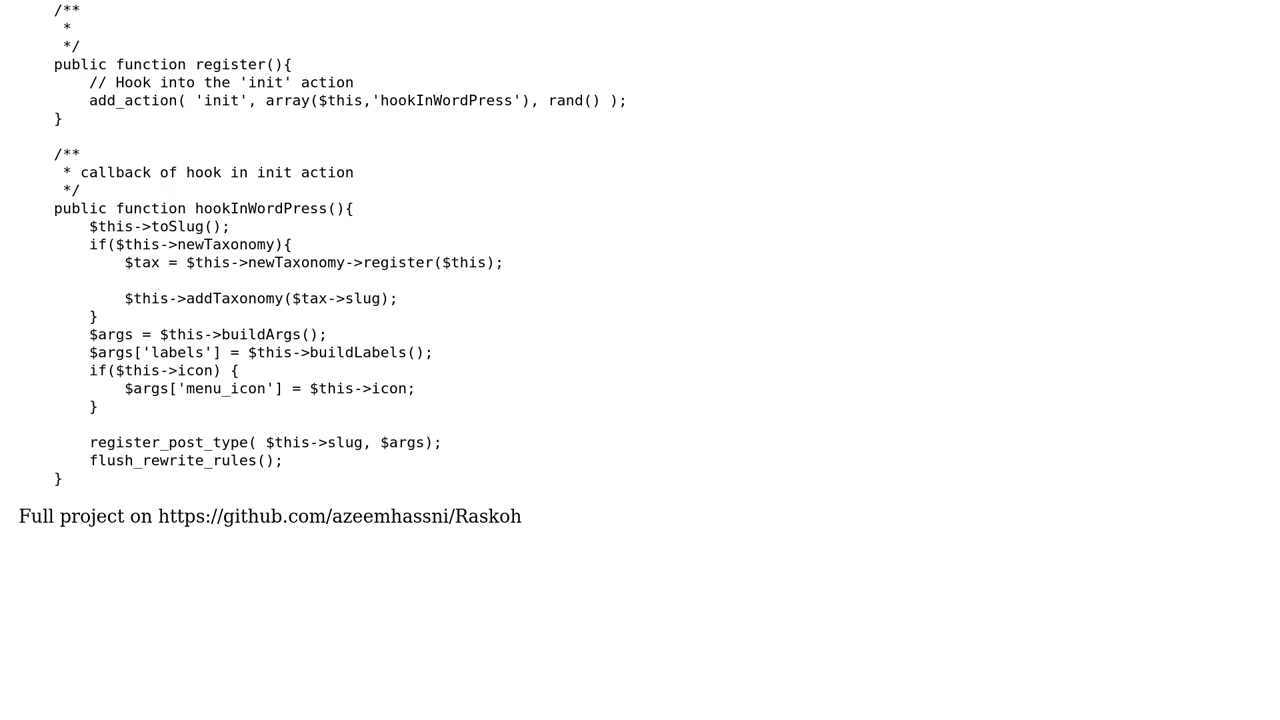 /**
 *
 */
public function register(){
    // Hook into the 'init' action
    add_action( 'init', array($this,'hookInWordPress'), rand() );
}

/**
 * callback of hook in init action
 */
public function hookInWordPress(){
    $this->toSlug();
    if($this->newTaxonomy){
        $tax = $this->newTaxonomy->register($this);

        $this->addTaxonomy($tax->slug);
    }
    $args = $this->buildArgs();
    $args['labels'] = $this->buildLabels();
    if($this->icon) {
        $args['menu_icon'] = $this->icon;
    }

    register_post_type( $this->slug, $args);
    flush_rewrite_rules();
}
Full project on https://github.com/azeemhassni/Raskoh